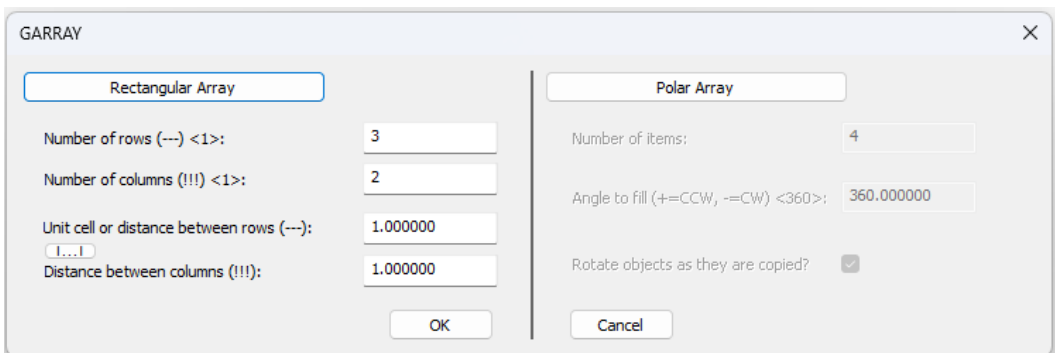 GARRAY
Rectangular Array
Number of rows (---) <1>:
3
Number of columns (!!!) <1>:
2
Unit cell or distance between rows (---):
1.000000
I...I
Distance between columns (!!!):
1.000000
OK
Polar Array
Number of items:
4
Angle to fill (+=CCW, -=CW) <360>:
360.000000
Rotate objects as they are copied?
Cancel